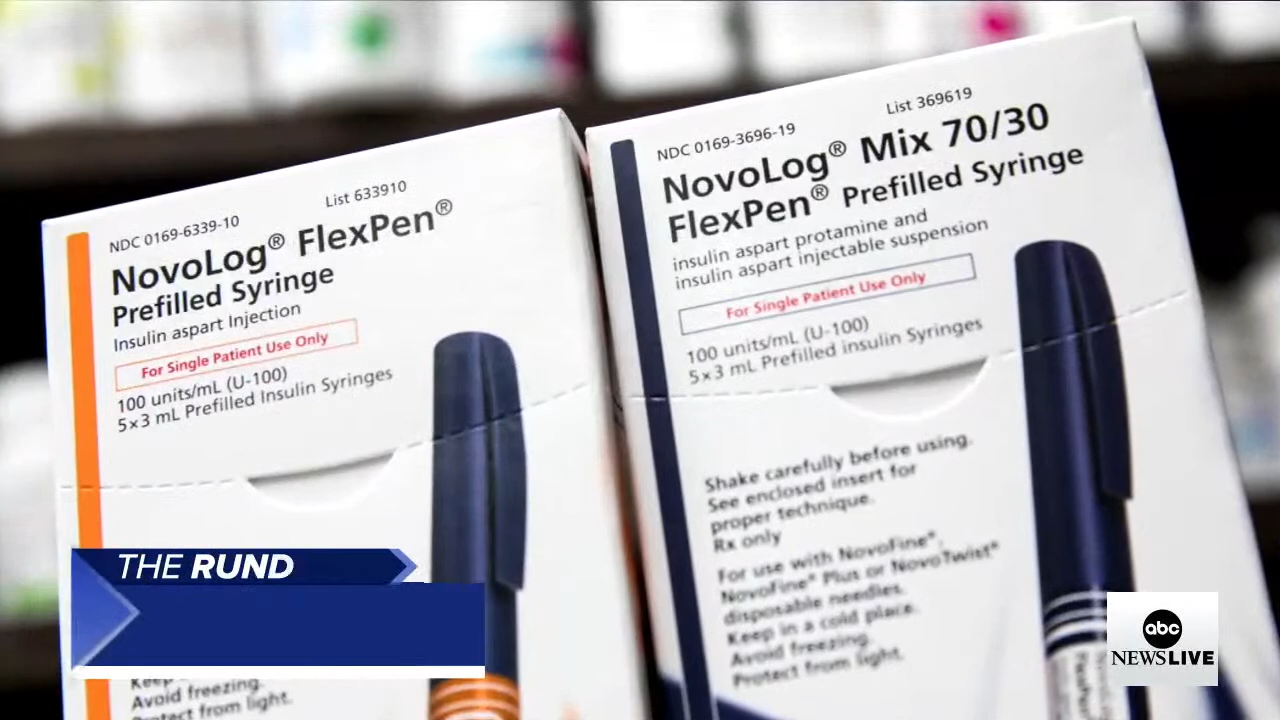 NDC 0169-6339-10 List 633910
NovoLog® FlexPen®
Prefilled Syringe
Insulin aspart Injection
For Single Patient Use Only
100 units/mL (U-100)
5×3 mL Prefilled Insulin Syringes
Keep
Avoid freezing.
Protect from light.
NDC 0169-3696-19 List 369619
NovoLog® Mix 70/30
FlexPen® Prefilled Syringe
insulin aspart protamine and
insulin aspart injectable suspension
For Single Patient Use Only
100 units/mL (U-100)
5×3 mL Prefilled insulin Syringes
Shake carefully before using.
See enclosed insert for
proper technique.
Rx only
For use with NovoFine®,
NovoFine® Plus or NovoTwist®
disposable needles.
Keep in a cold place.
Avoid freezing.
Protect from light.
THE RUND
abc
NEWSLIVE